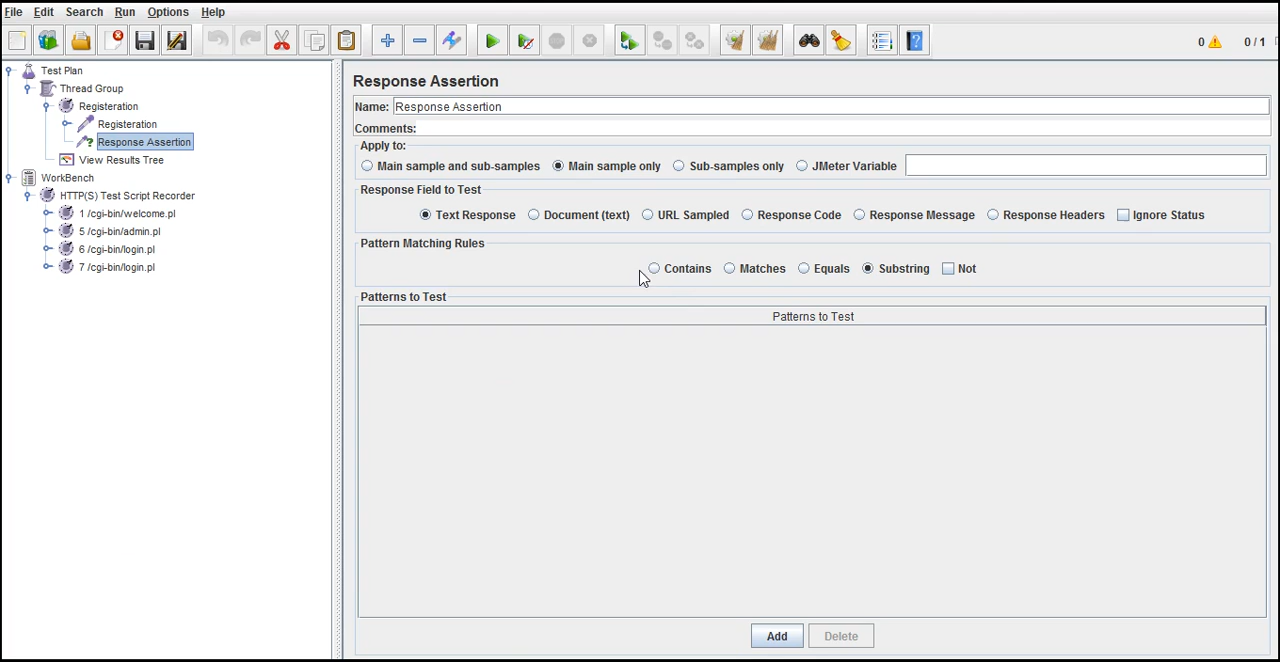 File Edit Search Run Options Help
0 0 / 1
Test Plan
Thread Group
Registeration
Registeration
Response Assertion
View Results Tree
WorkBench
HTTP(S) Test Script Recorder
1 /cgi-bin/welcome.pl
5 /cgi-bin/admin.pl
6 /cgi-bin/login.pl
7 /cgi-bin/login.pl
Response Assertion
Name: Response Assertion
Comments:
Apply to:
Main sample and sub-samples Main sample only Sub-samples only JMeter Variable
Response Field to Test
Text Response Document (text) URL Sampled Response Code Response Message Response Headers Ignore Status
Pattern Matching Rules
Contains Matches Equals Substring Not
Patterns to Test
Patterns to Test
Add Delete